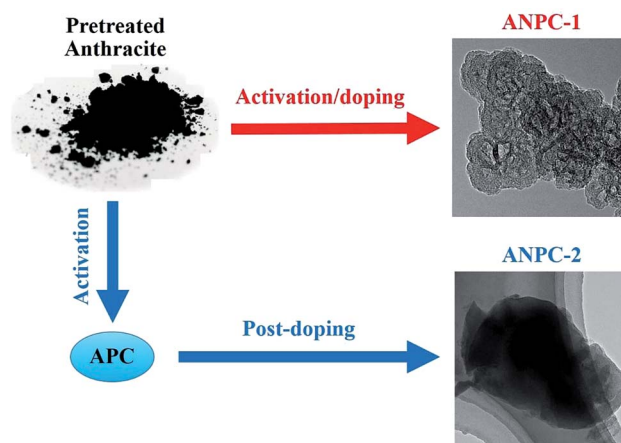 Pretreated
Anthracite
ANPC-1
Activation/doping
Activation
ANPC-2
APC
Post-doping